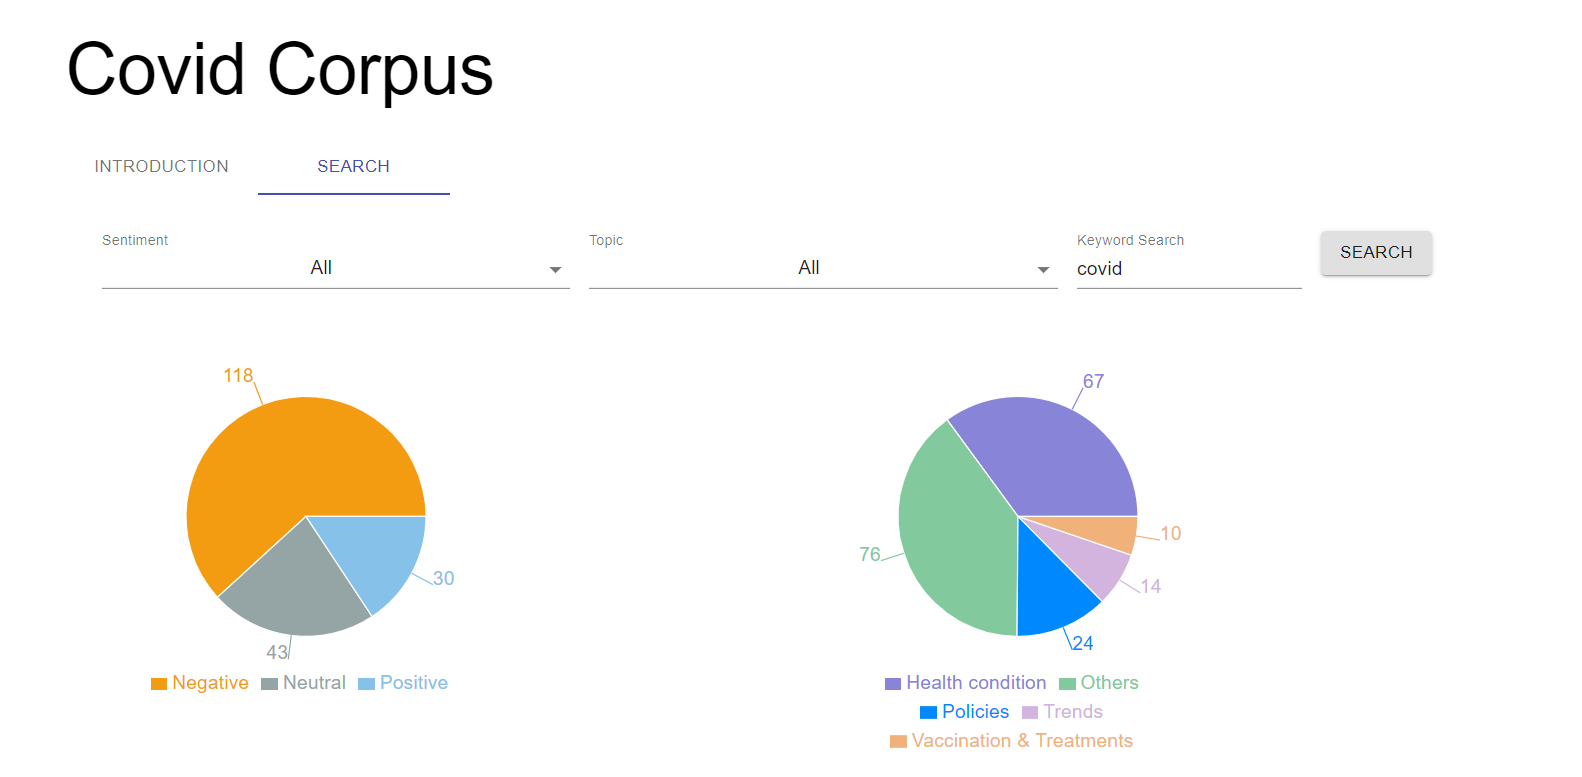 Covid Corpus
INTRODUCTION SEARCH
Sentiment Topic Keyword Search
All All covid SEARCH
118 67
76 10
30 14
43 24
Negative Neutral Positive
Health condition Others
Policies Trends
Vaccination & Treatments